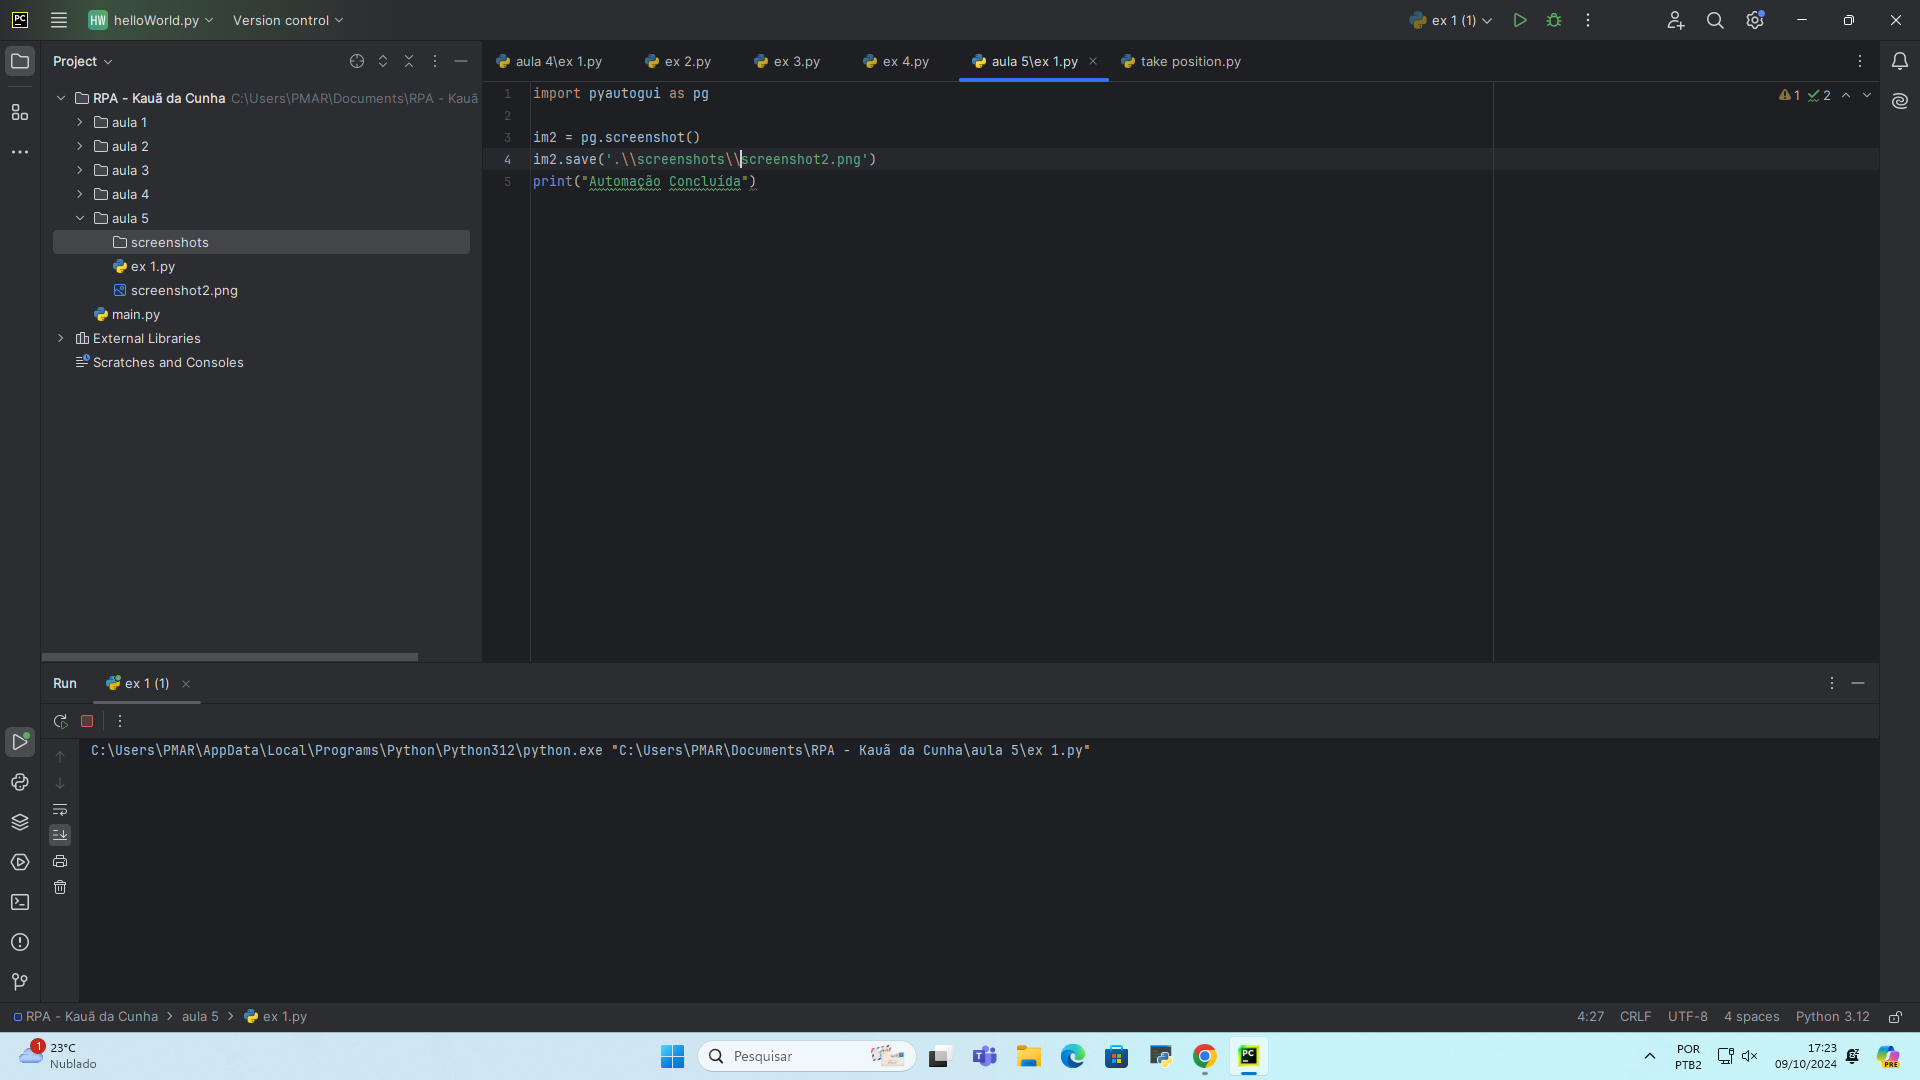 PC
HW helloWorld.py
Version control
ex 1 (1)
Project
RPA - Kauã da Cunha C:\Users\PMAR\Documents\RPA - Kauã
aula 1
aula 2
aula 3
aula 4
aula 5
screenshots
ex 1.py
screenshot2.png
main.py
External Libraries
Scratches and Consoles
aula 4\ex 1.py
ex 2.py
ex 3.py
ex 4.py
aula 5\ex 1.py
take position.py
1 import pyautogui as pg
2
3 im2 = pg.screenshot()
4 im2.save('.\\screenshots\\screenshot2.png')
5 print("Automação Concluída")
1
2
Run
ex 1 (1)
C:\Users\PMAR\AppData\Local\Programs\Python\Python312\python.exe "C:\Users\PMAR\Documents\RPA - Kauã da Cunha\aula 5\ex 1.py"
RPA - Kauã da Cunha > aula 5 > ex 1.py
4:27 CRLF UTF-8 4 spaces Python 3.12
1
23°C
Nublado
Pesquisar
PC
POR
PTB2
17:23
09/10/2024
PRE